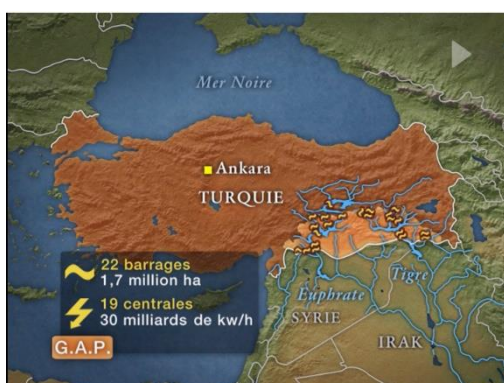 Mer Noire
Ankara
TURQUIE
22 barrages
1,7 million ha
19 centrales
30 milliards de kw/h
G.A.P.
Tigre
Euphrate
SYRIE
IRAK